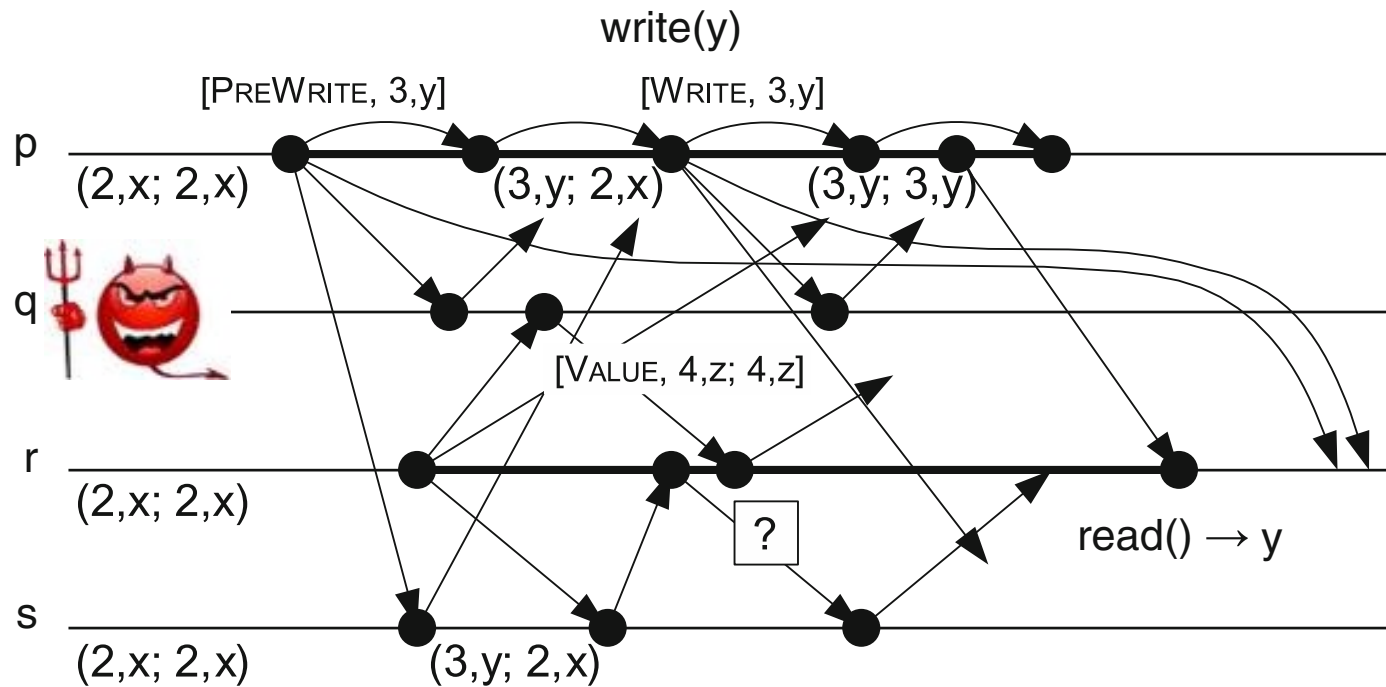 write(y)
[PREWRITE, 3,y] [WRITE, 3,y]
p
(2,x; 2,x) (3,y; 2,x) (3,y; 3,y)
q
[VALUE, 4,z; 4,z]
r
(2,x; 2,x)
? read() → y
s
(2,x; 2,x) (3,y; 2,x)